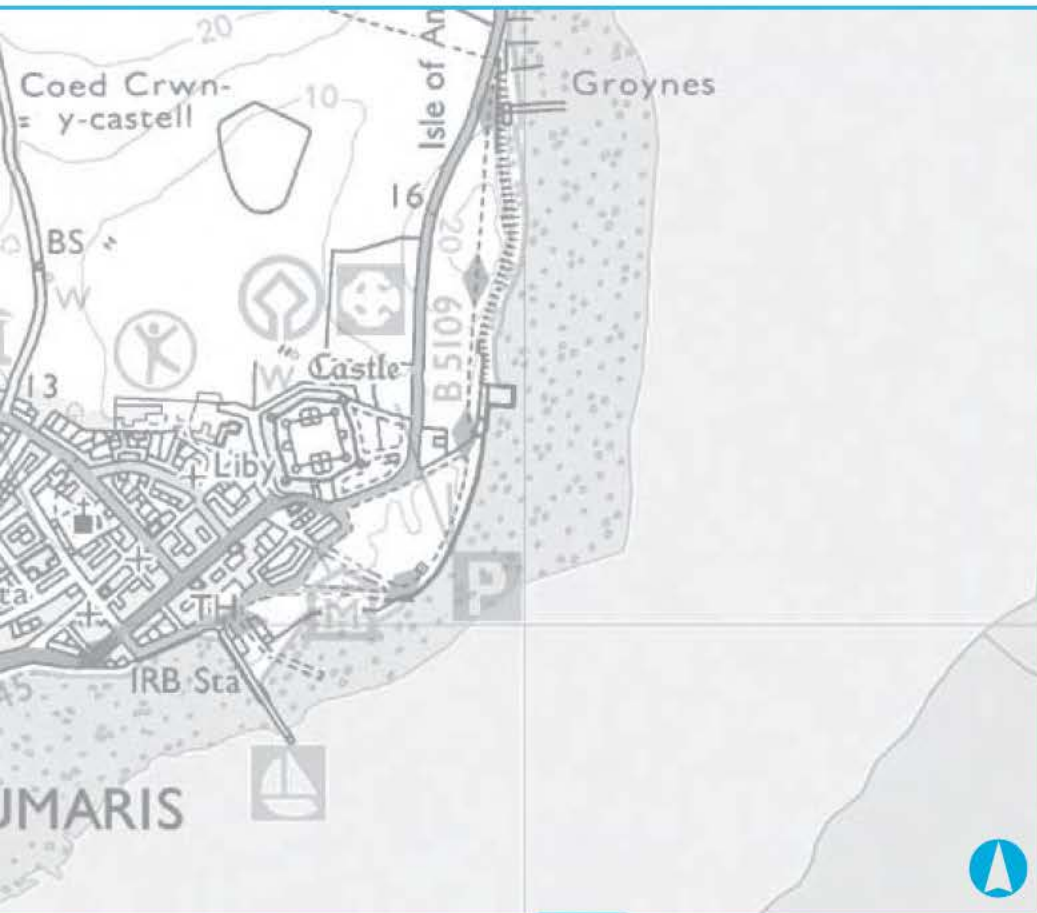 20
Coed Crwn-
y-castell
10
Isle of An
Groynes
16
BS
W
20
B 5109
13
Castle
W
Liby
TH
M
P
ta
IRB Sta
45
UMARIS